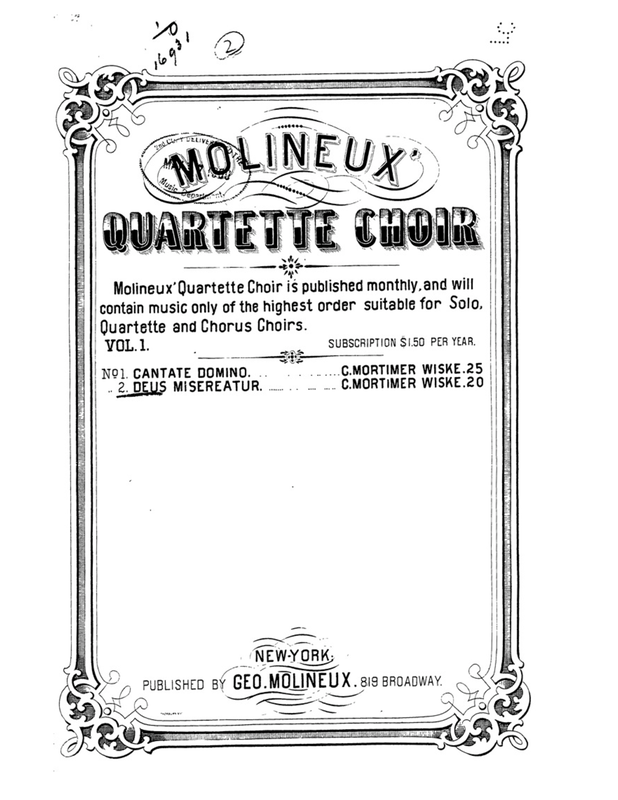 2
MOLINEUX'
QUARTETTE CHOIR
Molineux' Quartette Choir is published monthly, and will
contain music only of the highest order suitable for Solo,
Quartette and Chorus Choirs.
VOL. 1. SUBSCRIPTION $1.50 PER YEAR.
No1. CANTATE DOMINO. . . . . . . . . C. MORTIMER WISKE. 25
.. 2. DEUS MISEREATUR. ...... . . ... .... C. MORTIMER WISKE. 20
NEW-YORK:
PUBLISHED BY GEO. MOLINEUX. 819 BROADWAY.